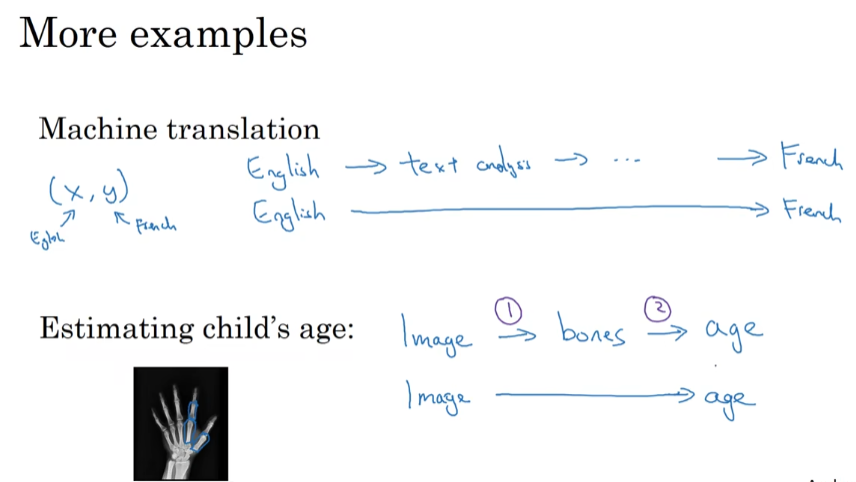 More examples
Machine translation
English → text analysis → ... → French
(x, y)
English → French
French
Estimating child's age:
Image ① → bones ② → age
Image → age